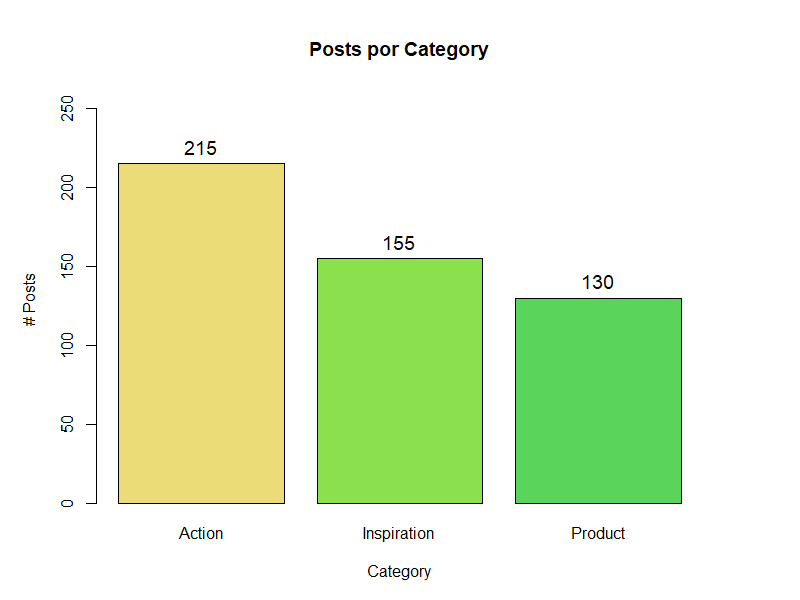 Posts por Category
250
200
150
100
50
0
# Posts
215
155
130
Action
Inspiration
Product
Category